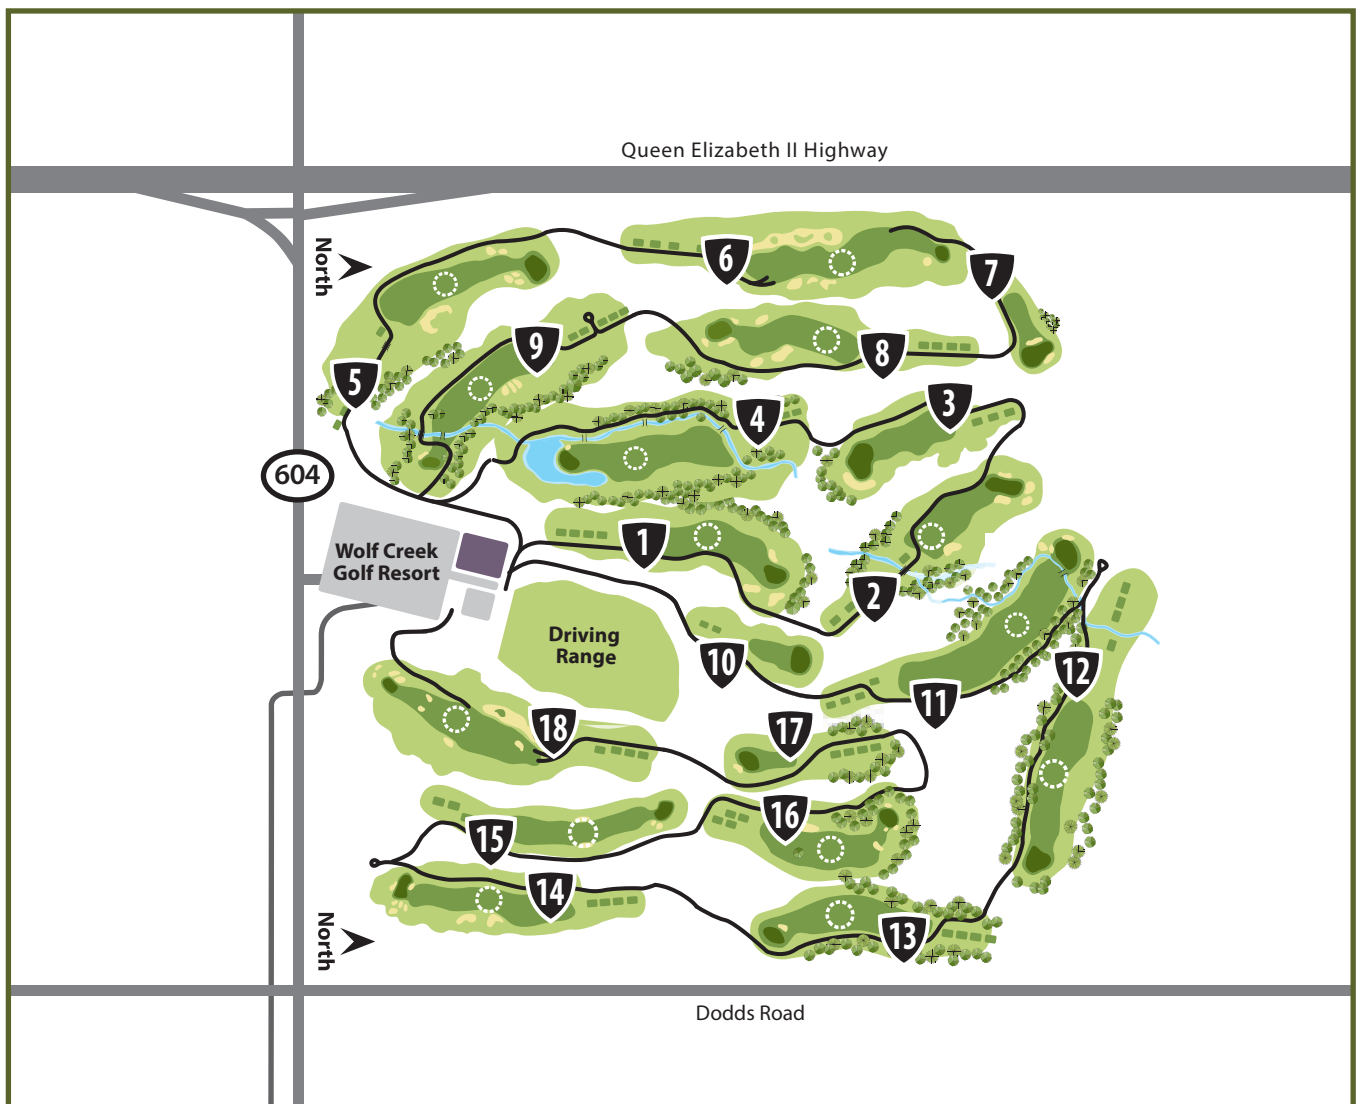 Queen Elizabeth II Highway
North
6
7
9
8
5
3
4
604
1
Wolf Creek
Golf Resort
2
Driving
Range
10
12
11
18
17
16
15
14
13
North
Dodds Road